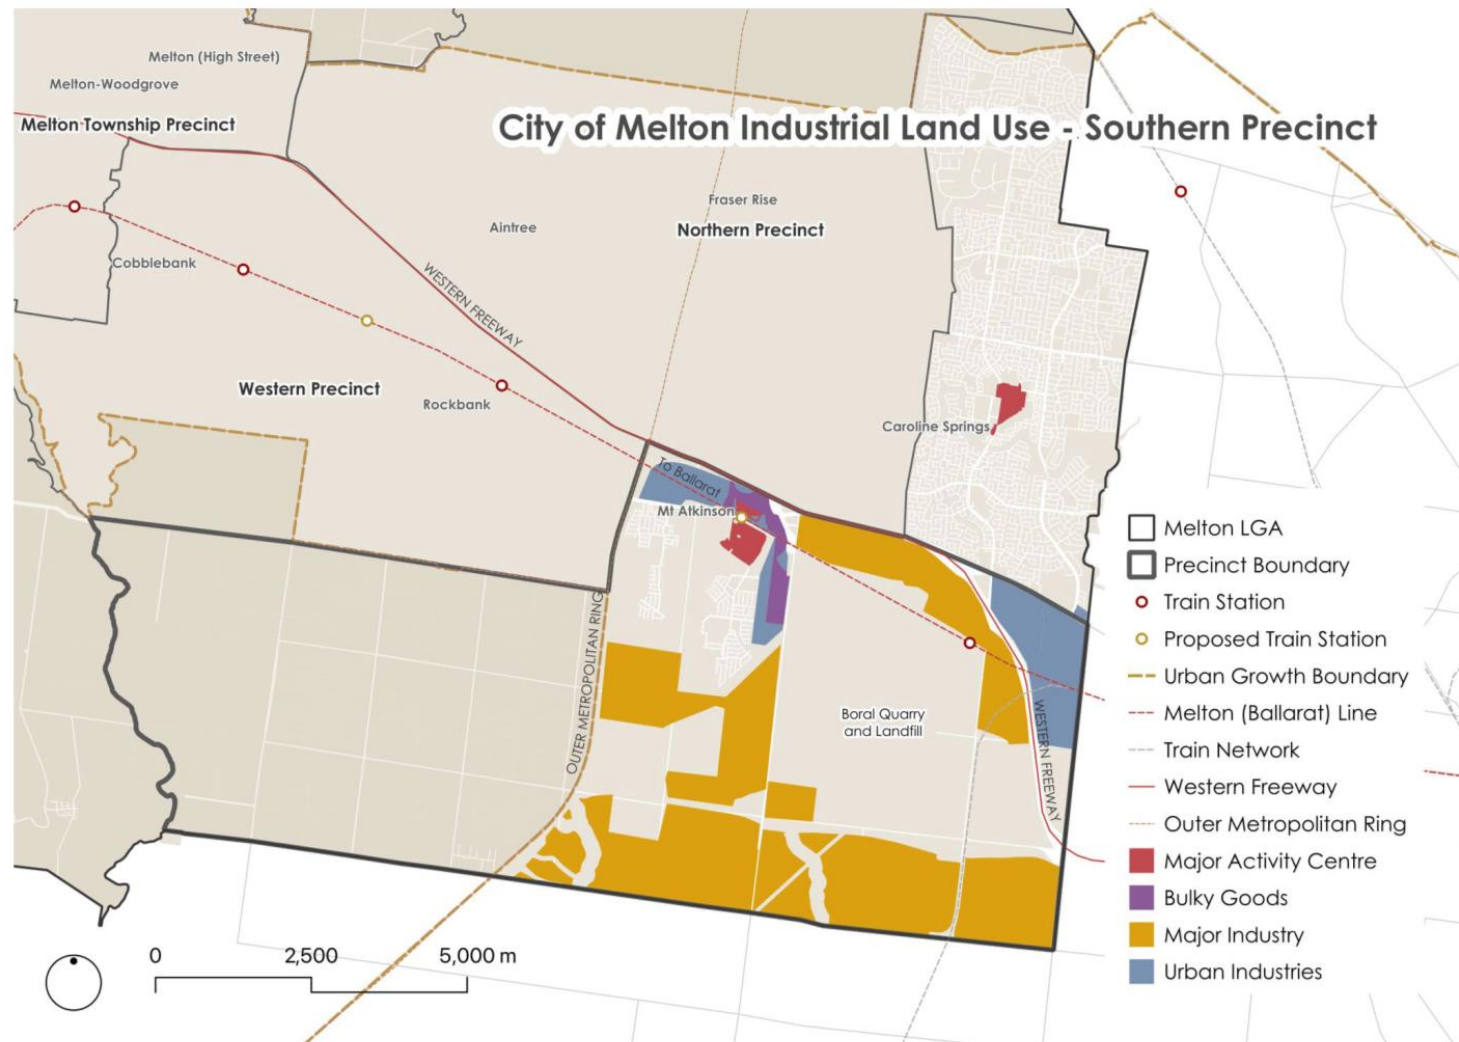 City of Melton Industrial Land Use - Southern Precinct
Melton (High Street)
Melton-Woodgrove
Melton Township Precinct
Fraser Rise
Aintree
Northern Precinct
Cobblebank
WESTERN FREEWAY
Western Precinct
Rockbank
Caroline Springs
To Ballarat
Mt Atkinson
OUTER METROPOLITAN RING
Boral Quarry
and Landfill
WESTERN FREEWAY
Melton LGA
Precinct Boundary
Train Station
Proposed Train Station
Urban Growth Boundary
Melton (Ballarat) Line
Train Network
Western Freeway
Outer Metropolitan Ring
Major Activity Centre
Bulky Goods
Major Industry
Urban Industries
0 2,500 5,000 m